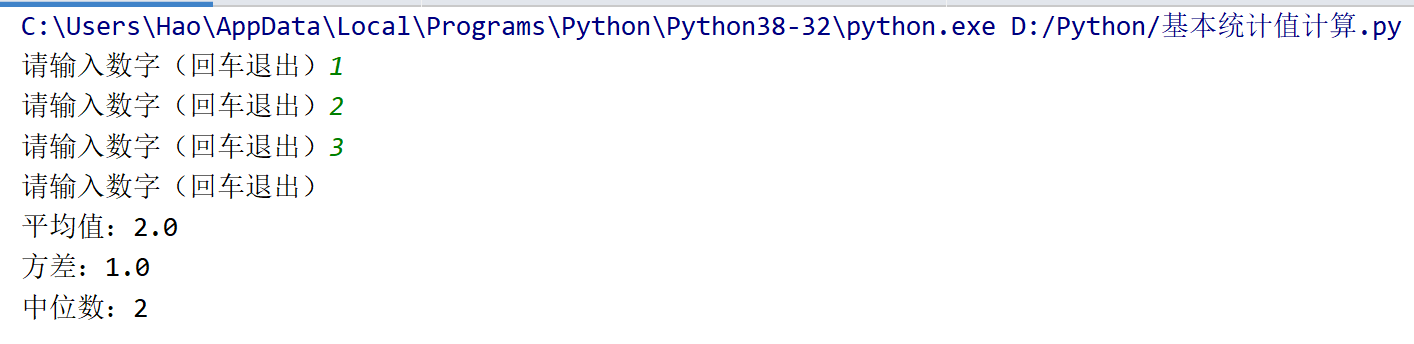 C:\Users\Hao\AppData\Local\Programs\Python\Python38-32\python.exe D:/Python/基本统计值计算.py
请输入数字（回车退出）1
请输入数字（回车退出）2
请输入数字（回车退出）3
请输入数字（回车退出）
平均值：2.0
方差：1.0
中位数：2